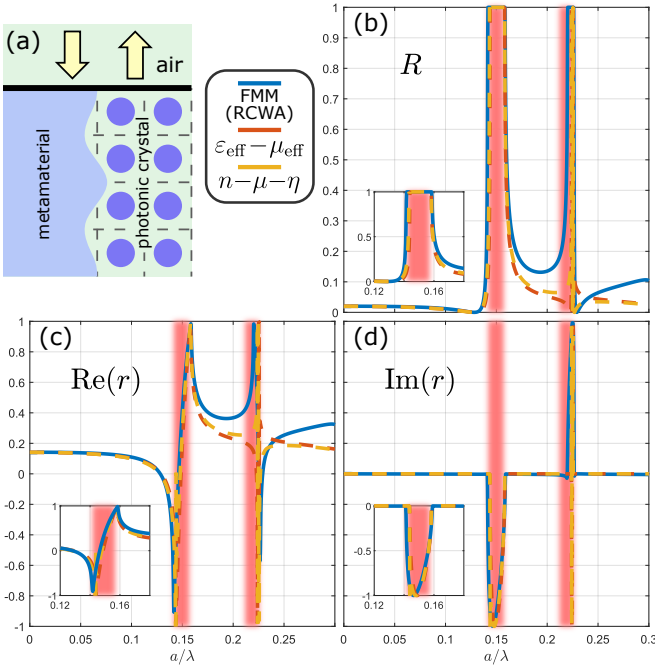 (a)
air
metamaterial
photonic crystal
FMM
(RCWA)
εeff−μeff
n−μ−η
(b)
R
1
0.9
0.8
0.7
0.6
0.5
0.4
0.3
0.2
0.1
0
1
0.5
0
0.12 0.16
(c)
Re(r)
1
0.8
0.6
0.4
0.2
0
-0.2
-0.4
-0.6
-0.8
-1
1
0
-1
0.12 0.16
0 0.05 0.1 0.15 0.2 0.25
a/λ
(d)
Im(r)
0
-0.5
-1
0.12 0.16
0 0.05 0.1 0.15 0.2 0.25 0.3
a/λ